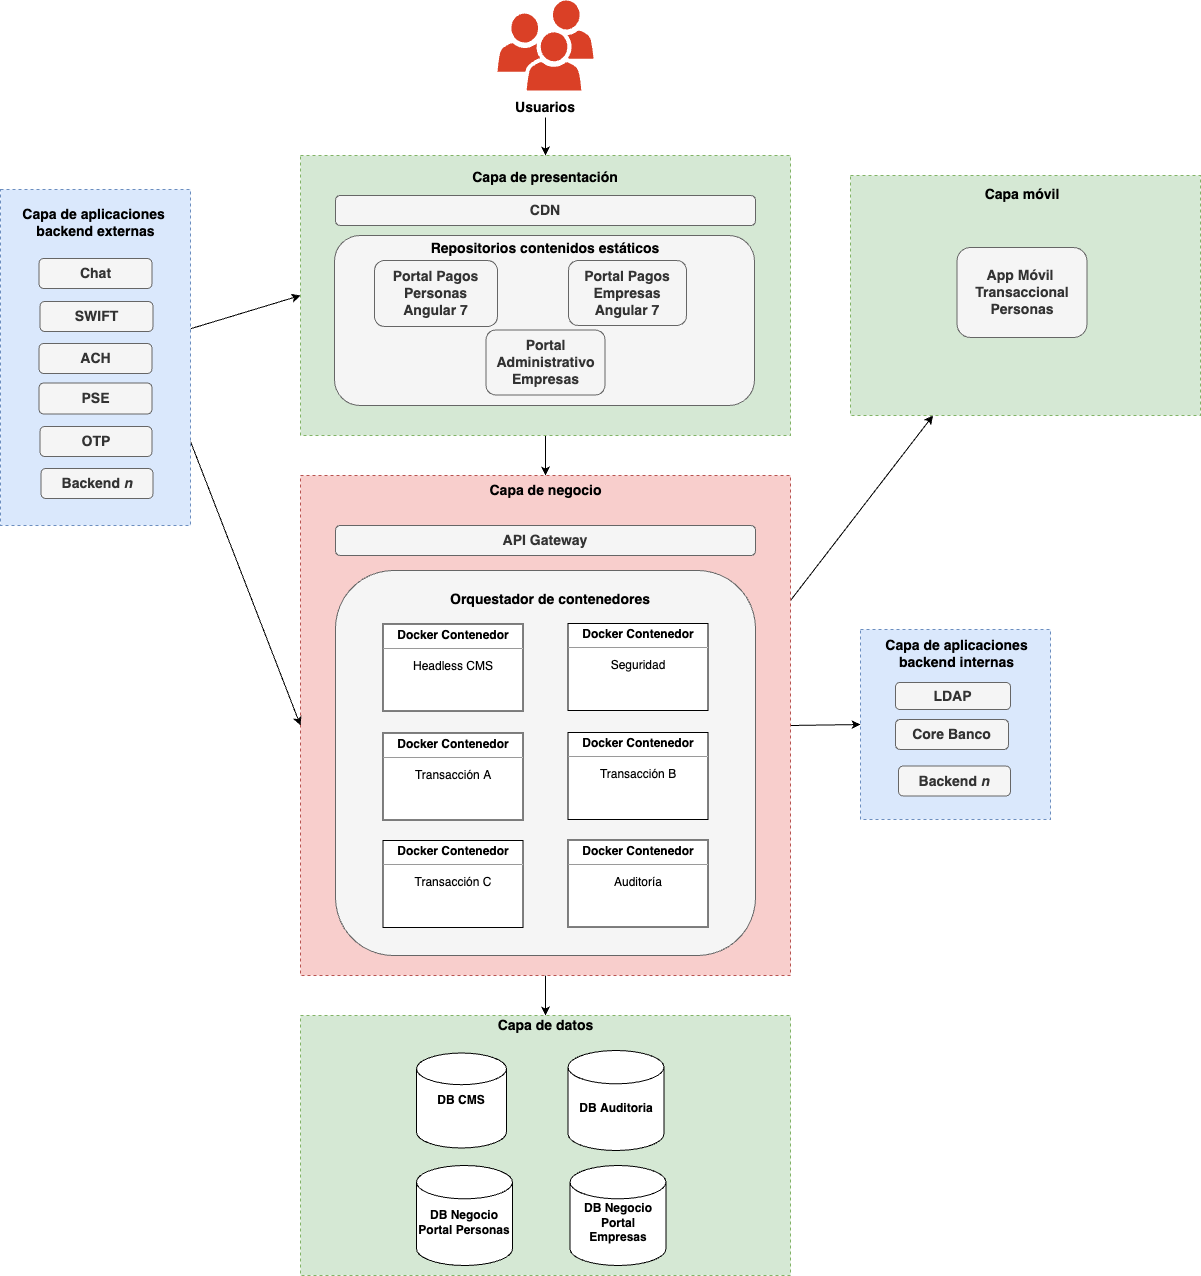 Usuarios
Capa de presentación
CDN
Repositorios contenidos estáticos
Portal Pagos
Personas
Angular 7
Portal Pagos
Empresas
Angular 7
Portal
Administrativo
Empresas
Capa de aplicaciones
backend externas
Chat
SWIFT
ACH
PSE
OTP
Backend n
Capa móvil
App Móvil
Transaccional
Personas
Capa de negocio
API Gateway
Orquestador de contenedores
Docker Contenedor
Headless CMS
Docker Contenedor
Seguridad
Docker Contenedor
Transacción A
Docker Contenedor
Transacción B
Docker Contenedor
Transacción C
Docker Contenedor
Auditoría
Capa de aplicaciones
backend internas
LDAP
Core Banco
Backend n
Capa de datos
DB CMS
DB Auditoria
DB Negocio
Portal Personas
DB Negocio
Portal
Empresas